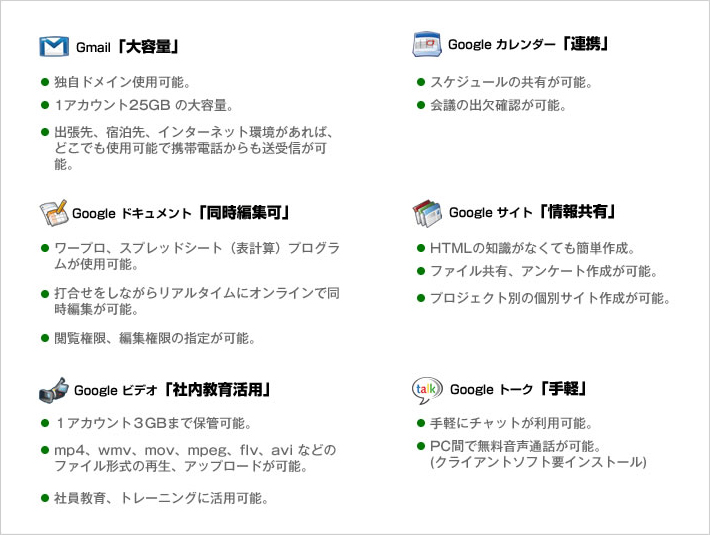 Gmail「大容量」
● 独自ドメイン使用可能。
● 1アカウント25GB の大容量。
● 出張先、宿泊先、インターネット環境があれば、
どこでも使用可能で携帯電話からも送受信が可
能。
Google カレンダー「連携」
● スケジュールの共有が可能。
● 会議の出欠確認が可能。
Google ドキュメント「同時編集可」
● ワープロ、スプレッドシート（表計算）プログラ
ムが使用可能。
● 打合せをしながらリアルタイムにオンラインで同
時編集が可能。
● 閲覧権限、編集権限の指定が可能。
Google サイト「情報共有」
● HTMLの知識がなくても簡単作成。
● ファイル共有、アンケート作成が可能。
● プロジェクト別の個別サイト作成が可能。
Google ビデオ「社内教育活用」
● １アカウント３GBまで保管可能。
● mp4、wmv、mov、mpeg、flv、avi などの
ファイル形式の再生、アップロードが可能。
● 社員教育、トレーニングに活用可能。
talk
Google トーク「手軽」
● 手軽にチャットが利用可能。
● PC間で無料音声通話が可能。
(クライアントソフト要インストール)